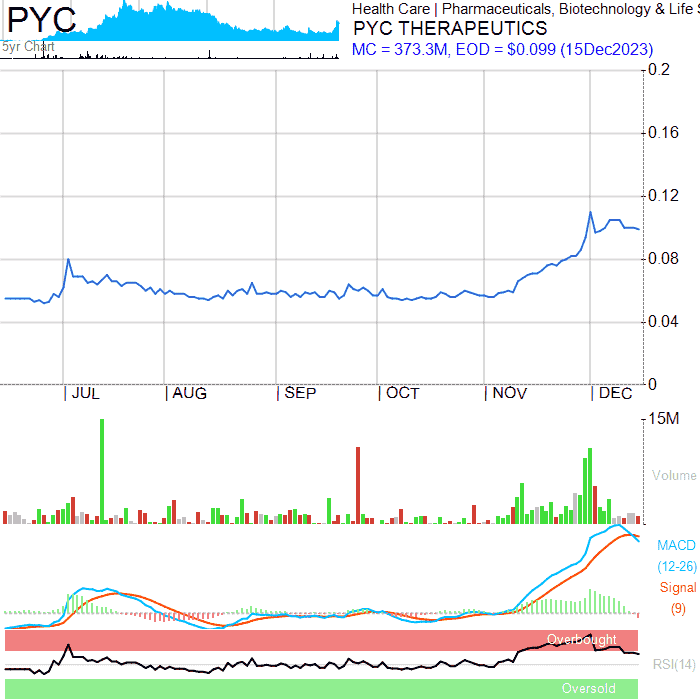 PYC
5yr Chart
Health Care | Pharmaceuticals, Biotechnology & Life S
PYC THERAPEUTICS
MC = 373.3M, EOD = $0.099 (15Dec2023)
0.2
0.16
0.12
0.08
0.04
0
JUL AUG SEP OCT NOV DEC
15M
Volume
MACD
(12-26)
Signal
(9)
Overbought
RSI(14)
Oversold